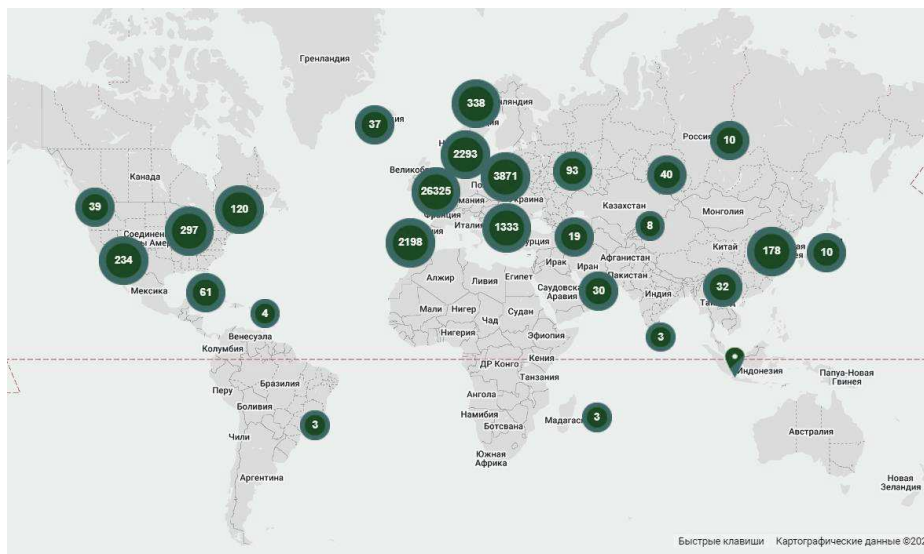 Гренландия
338
37
10
Россия
2293
93
3871
40
Канада
26325
39
120
Казахстан
Монголия
297
1333
8
Италия
2198
19
178
10
234
Китай
Афганистан
Ирак
Иран
Пакистан
Алжир
Ливия
Египет
Мексика
61
30
32
Саудовская
Аравия
Индия
Мали
Нигер
Судан
Чад
4
3
Венесуэла
Нигерия
Эфиопия
Колумбия
ДР Конго
Кения
Индонезия
Папуа-Новая
Гвинея
Танзания
Перу
Бразилия
Ангола
Боливия
Намибия
Мадагас
3
3
Ботсвана
Чили
Австралия
Южная
Африка
Аргентина
Новая
Зеландия
Быстрые клавиши Картографические данные ©202